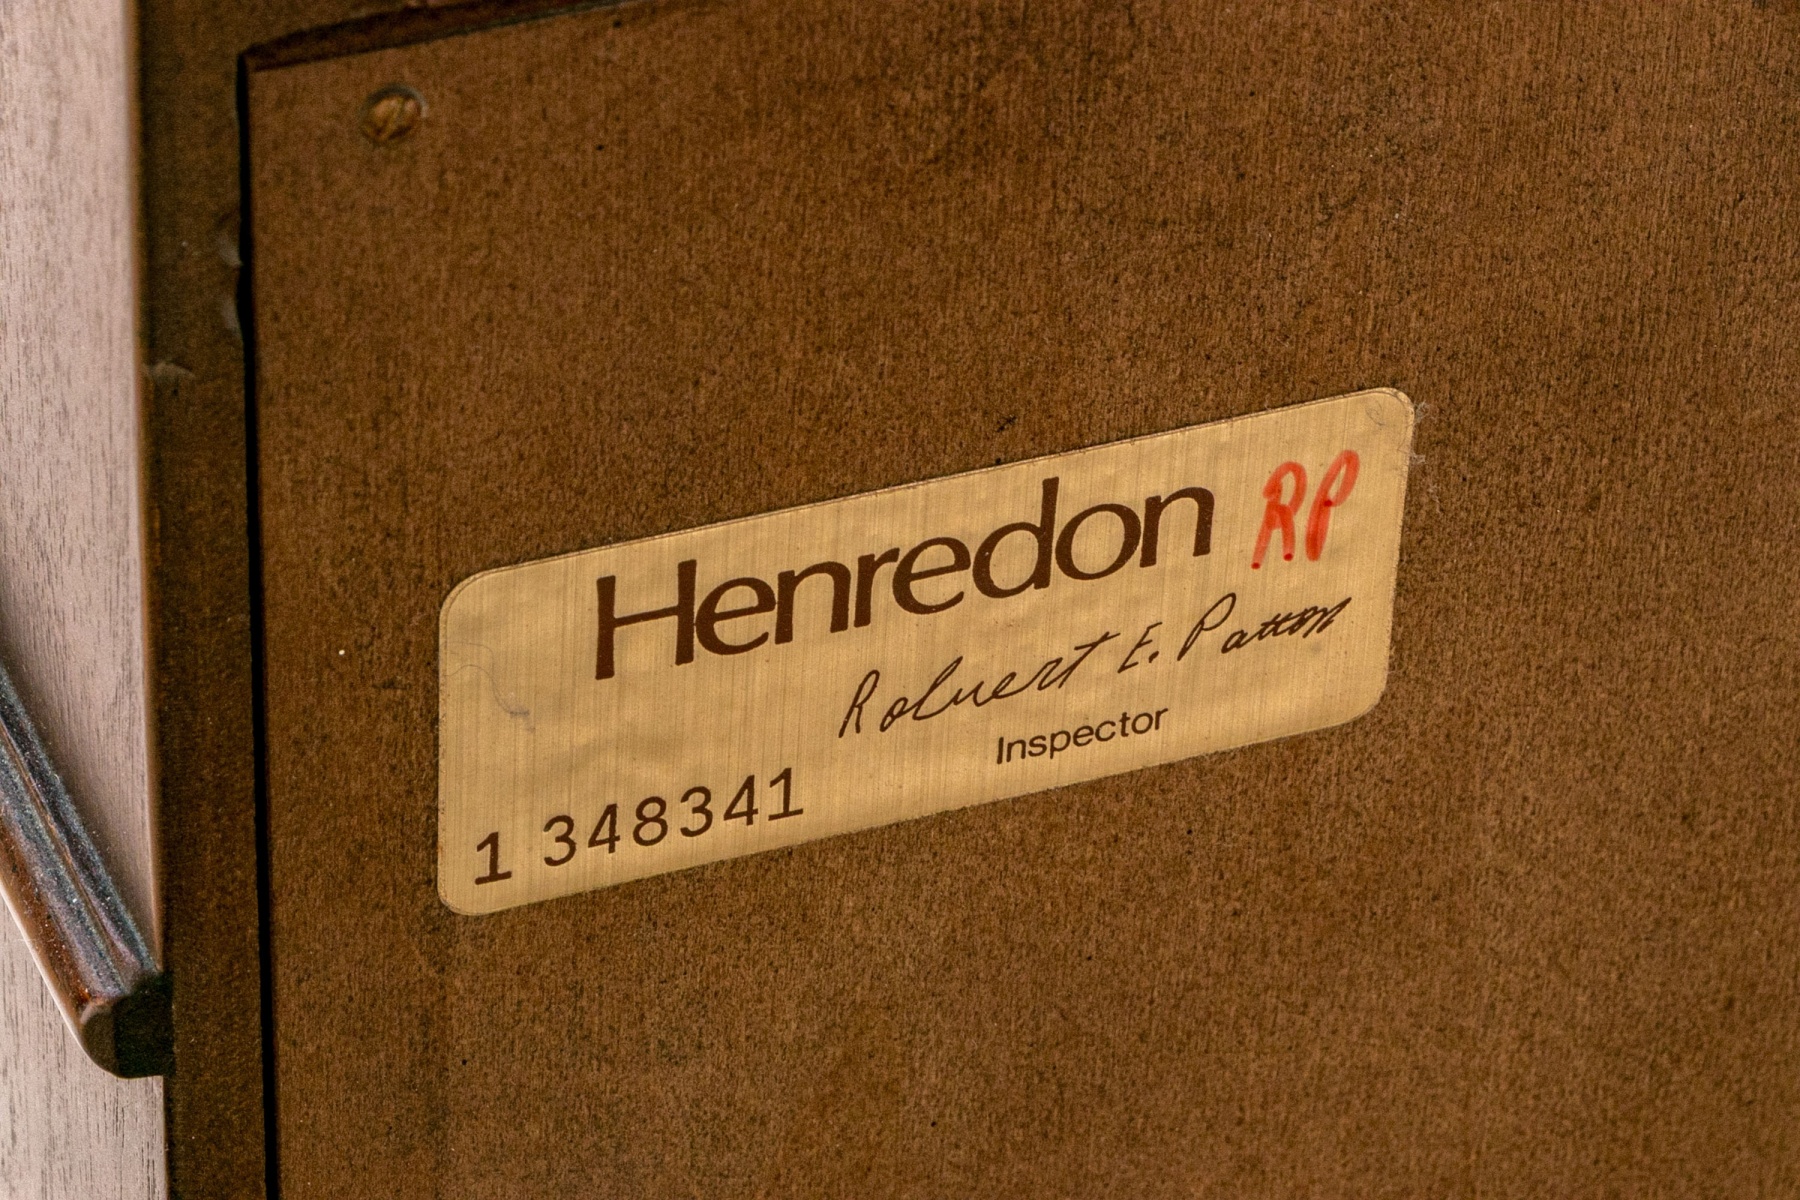 Henredon RP
Robert E. Patton
Inspector
1 348341